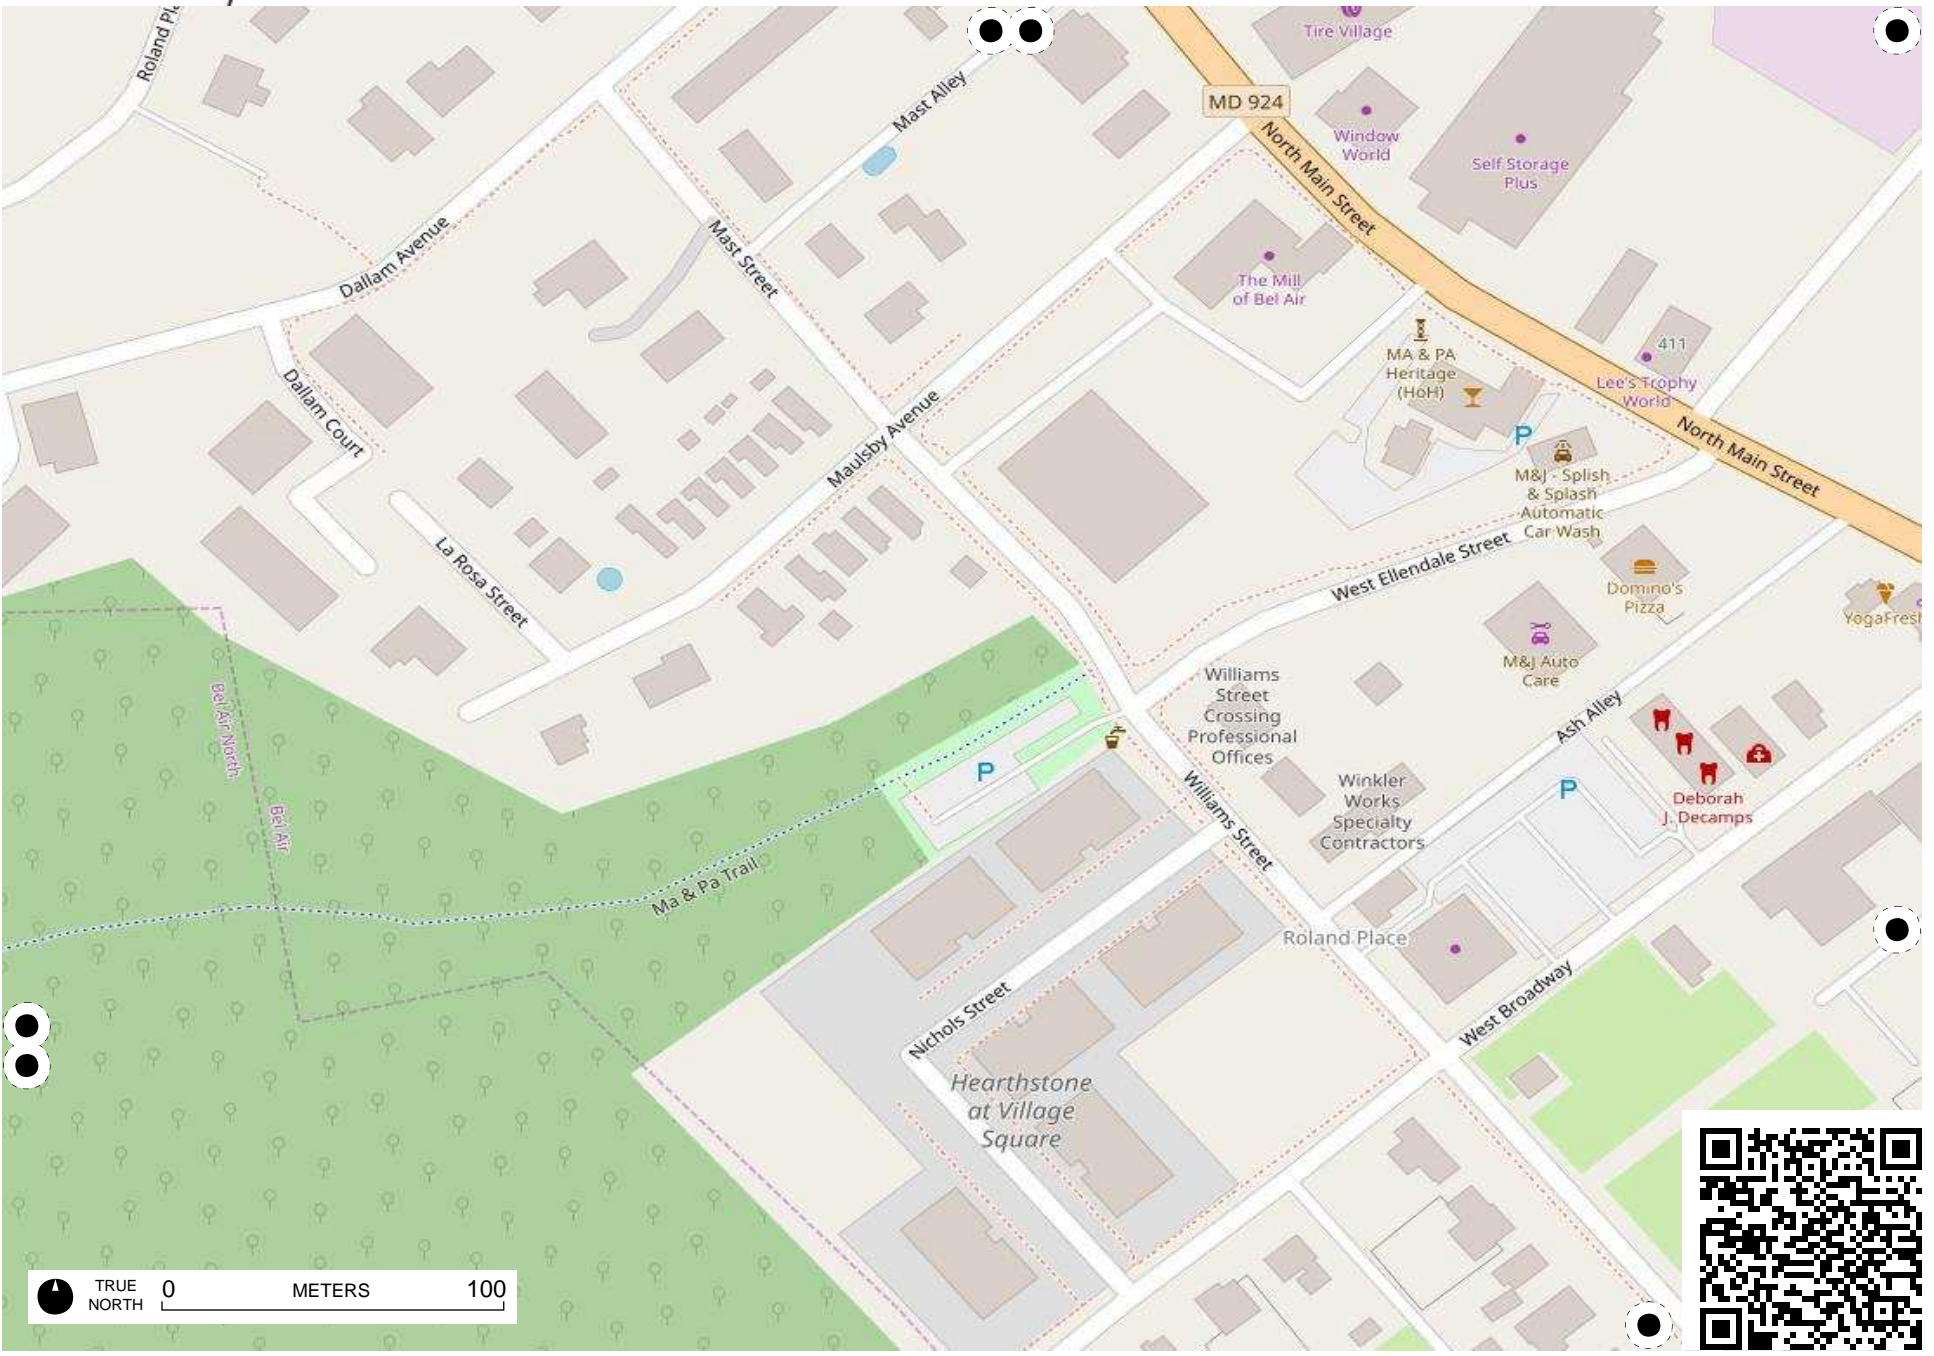 Roland Pla
Mast Alley
Tire Village
MD 924
Window
World
Self Storage
Plus
North Main Street
Dallam Avenue
Mast Street
The Mill
of Bel Air
MA & PA
Heritage
(HoH)
411
Lee's Trophy
World
Dallam Court
Maulsby Avenue
P
North Main Street
M&J - Splish
& Splash
Automatic
Car Wash
La Rosa Street
West Ellendale Street
Domino's
Pizza
YogaFresh
M&J Auto
Care
Bel Air North
Bel Air
Williams
Street
Crossing
Professional
Offices
Ash Alley
P
Williams Street
Winkler
Works
Specialty
Contractors
P
Deborah
J. Decamps
Ma & Pa Trail
Roland Place
West Broadway
Nichols Street
Hearthstone
at Village
Square
TRUE
NORTH
0 METERS 100